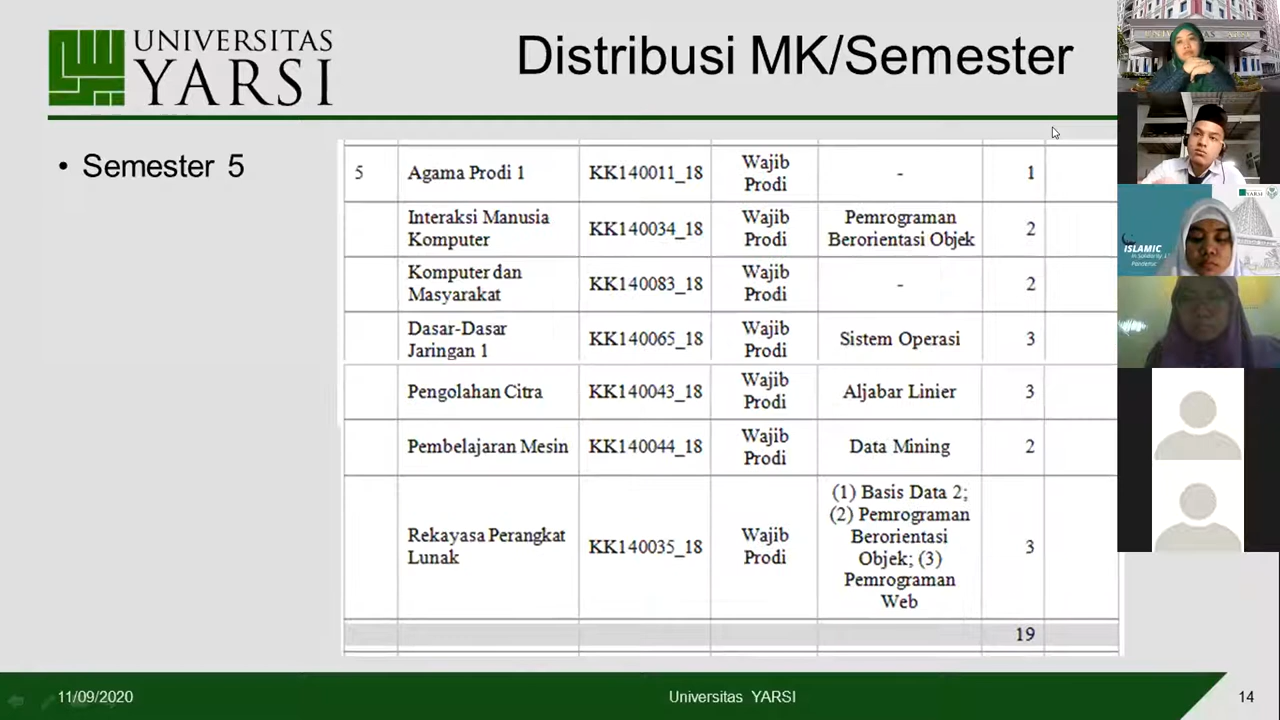 UNIVERSITAS
YARSI
Distribusi MK/Semester
• Semester 5
5 Agama Prodi 1 KK140011_18 Wajib Prodi - 1
Interaksi Manusia Komputer KK140034_18 Wajib Prodi Pemrograman Berorientasi Objek 2
Komputer dan Masyarakat KK140083_18 Wajib Prodi - 2
Dasar-Dasar Jaringan 1 KK140065_18 Wajib Prodi Sistem Operasi 3
Pengolahan Citra KK140043_18 Wajib Prodi Aljabar Linier 3
Pembelajaran Mesin KK140044_18 Wajib Prodi Data Mining 2
Rekayasa Perangkat Lunak KK140035_18 Wajib Prodi (1) Basis Data 2; (2) Pemrograman Berorientasi Objek; (3) Pemrograman Web 3
19
ISLAMIC
11/09/2020
Universitas YARSI
14